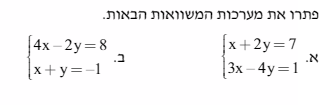 פתרו את מערכות המשוואות הבאות.
א. { x + 2y = 7
3x – 4y = 1
ב. { 4x – 2y = 8
x + y = –1